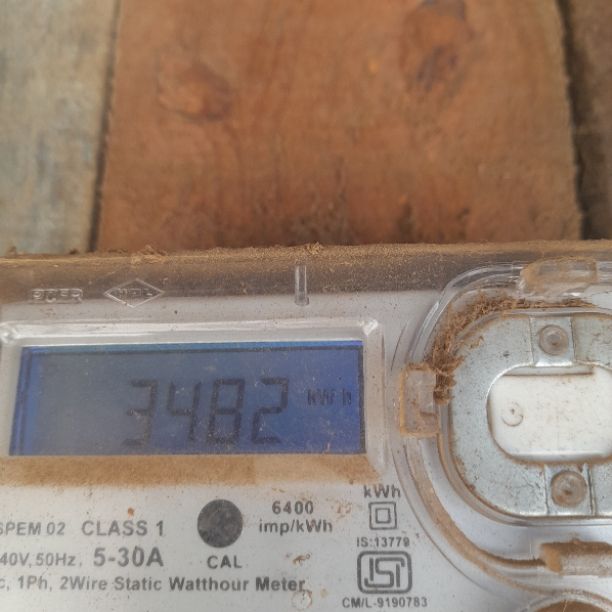 3482 kWh
6400
imp/kWh
kWh
SPEM 02 CLASS 1
40V, 50Hz, 5-30A
CAL
IS:13779
c, 1Ph, 2Wire Static Watthour Meter
CM/L-9190783